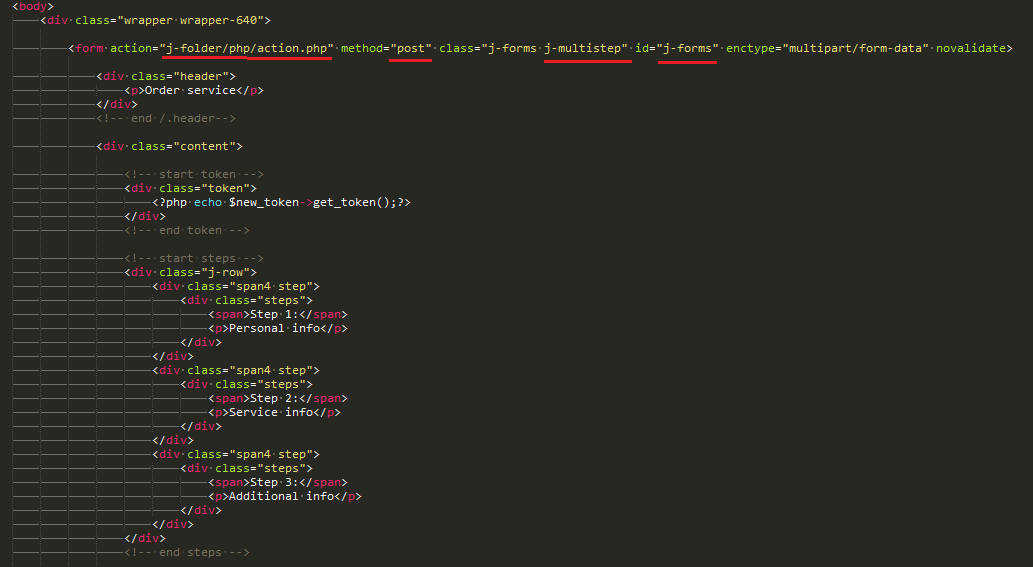 <body>
<div class="wrapper wrapper-640">
<form action="j-folder/php/action.php" method="post" class="j-forms j-multistep" id="j-forms" enctype="multipart/form-data" novalidate>
<div class="header">
<p>Order service</p>
</div>
<!-- end /.header-->
<div class="content">
<!-- start token -->
<div class="token">
<?php echo $new_token->get_token();?>
</div>
<!-- end token -->
<!-- start steps -->
<div class="j-row">
<div class="span4 step">
<div class="steps">
<span>Step 1:</span>
<p>Personal info</p>
</div>
</div>
<div class="span4 step">
<div class="steps">
<span>Step 2:</span>
<p>Service info</p>
</div>
</div>
<div class="span4 step">
<div class="steps">
<span>Step 3:</span>
<p>Additional info</p>
</div>
</div>
</div>
<!-- end steps -->